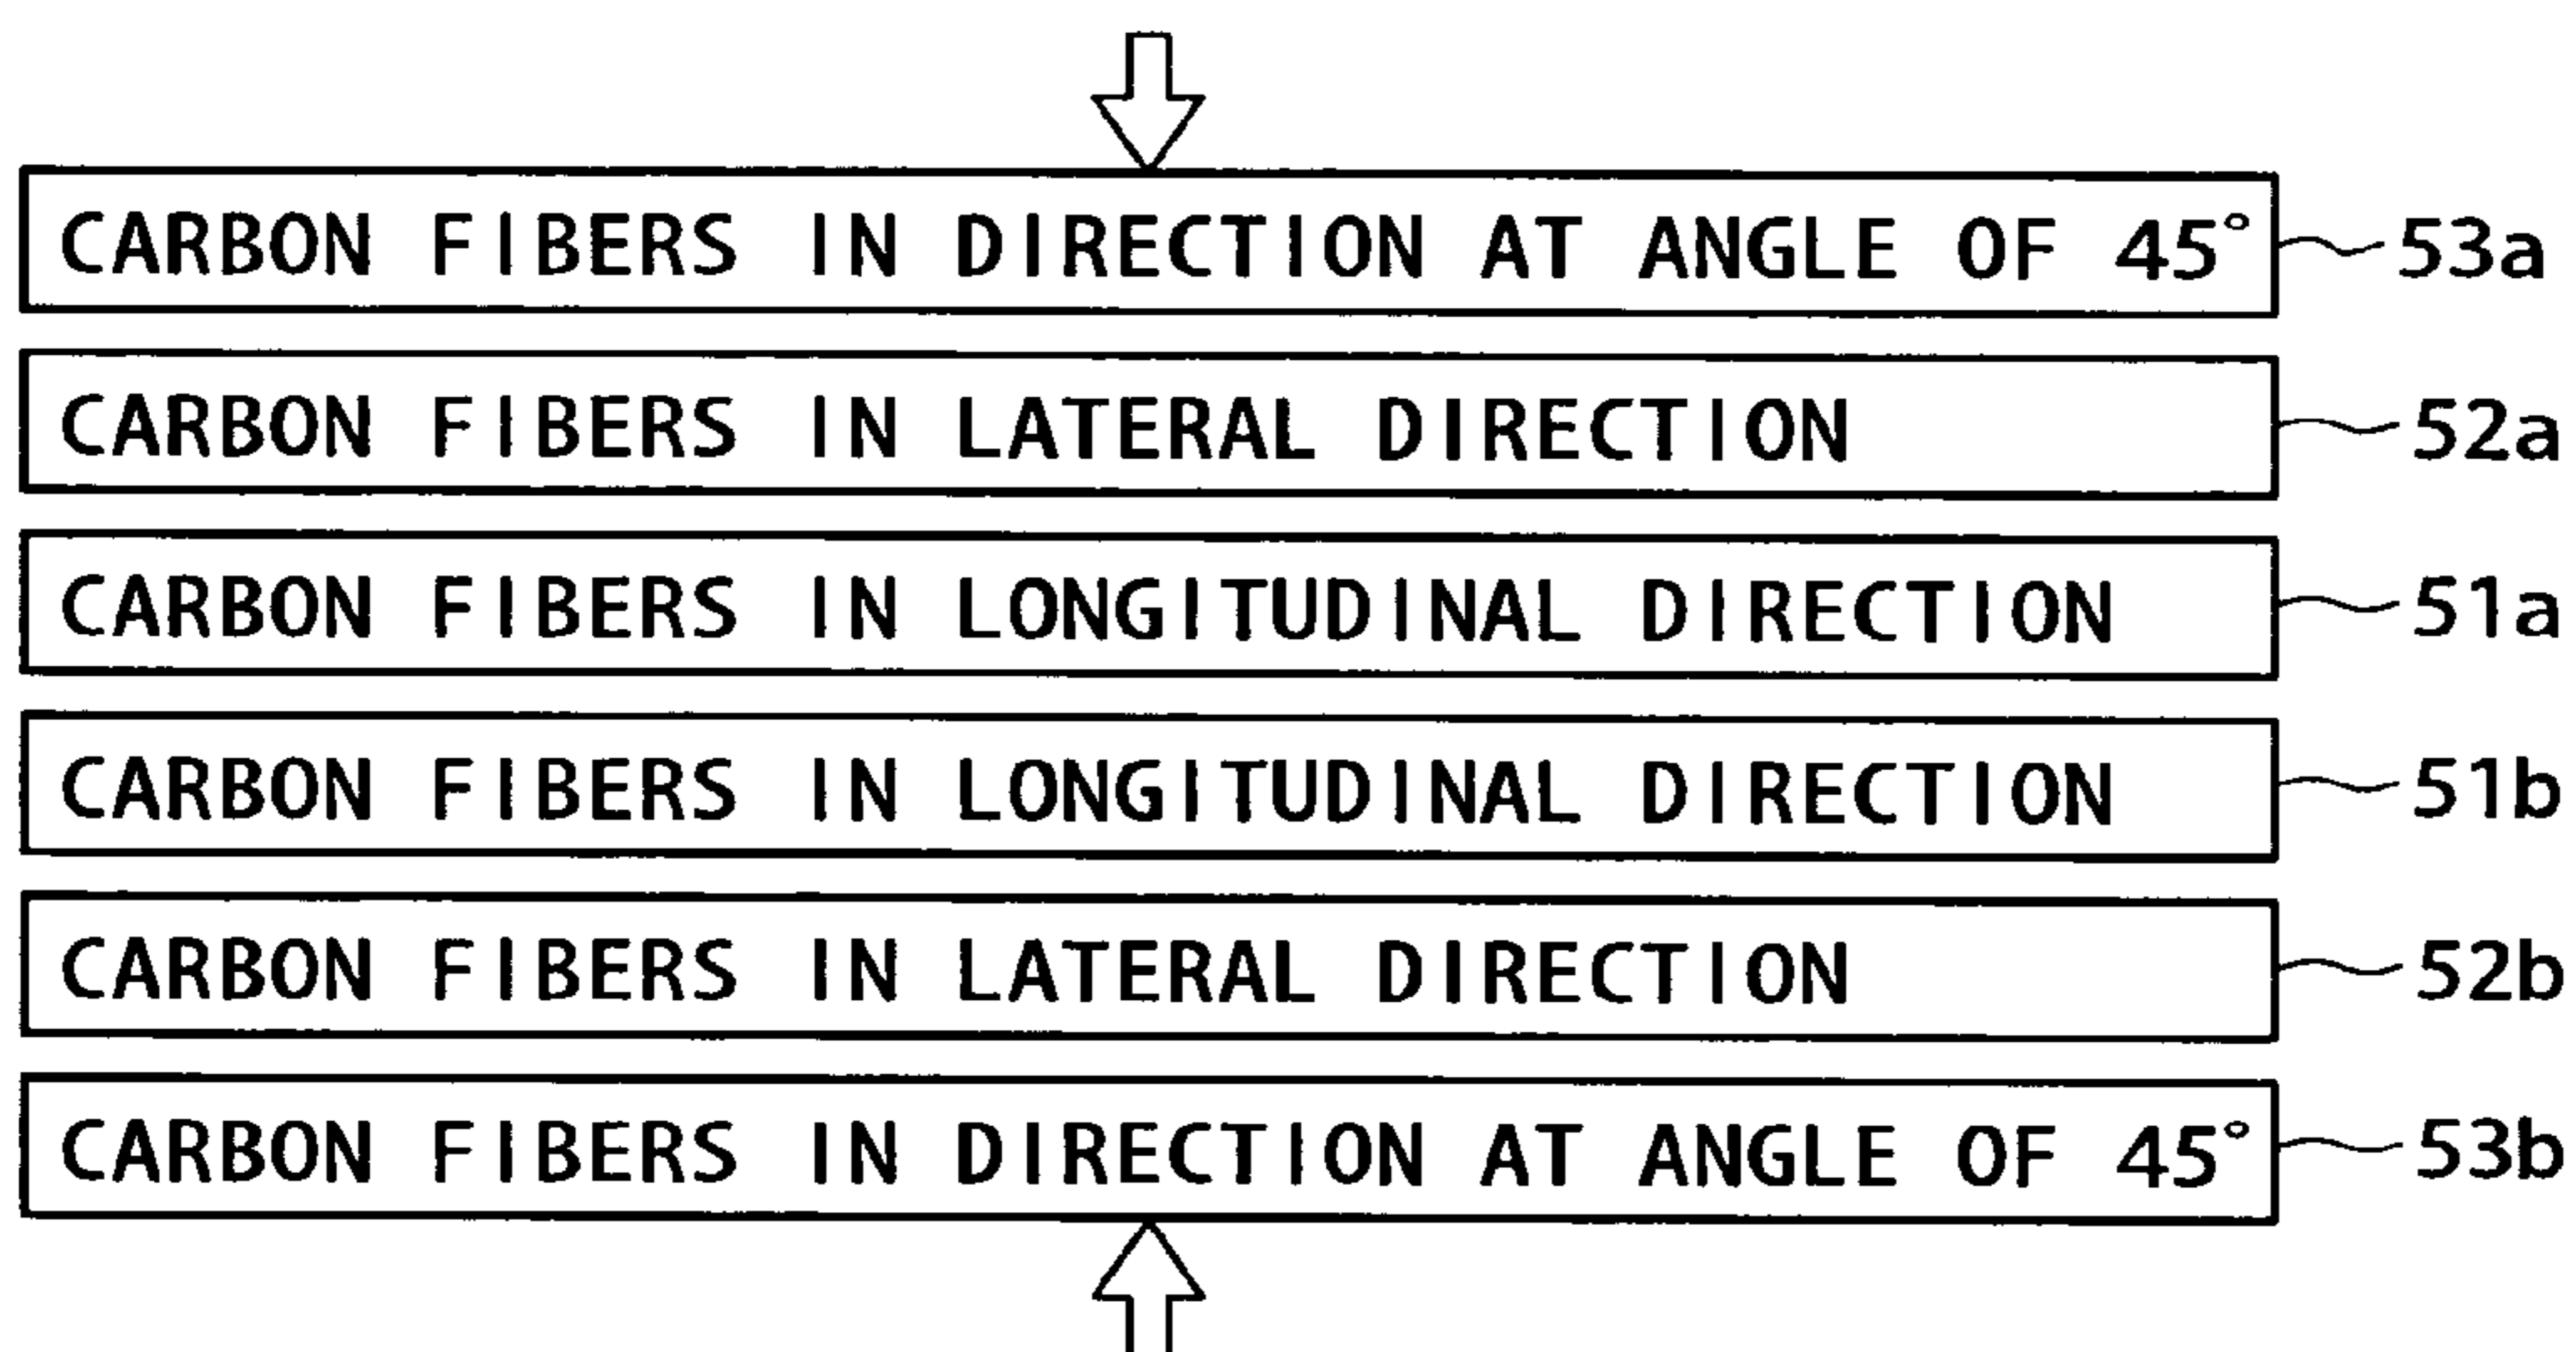 CARBON FIBERS IN DIRECTION AT ANGLE OF 45° 53a
CARBON FIBERS IN LATERAL DIRECTION 52a
CARBON FIBERS IN LONGITUDINAL DIRECTION 51a
CARBON FIBERS IN LONGITUDINAL DIRECTION 51b
CARBON FIBERS IN LATERAL DIRECTION 52b
CARBON FIBERS IN DIRECTION AT ANGLE OF 45° 53b